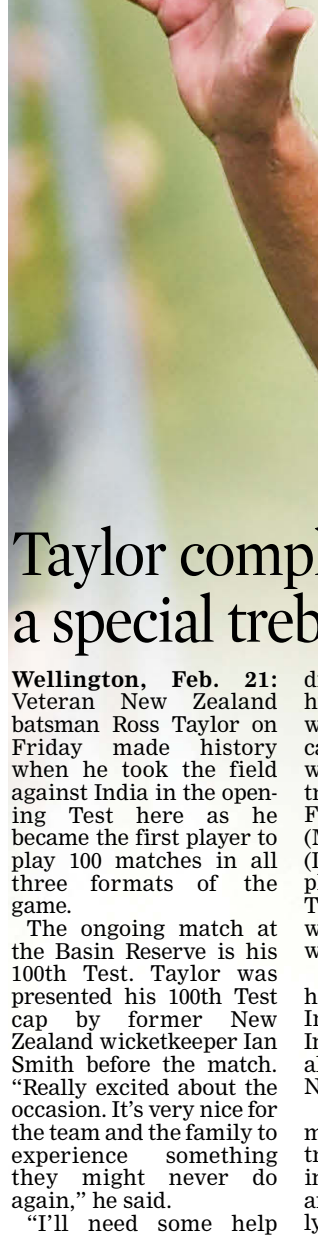 Taylor compl
a special treb
Wellington, Feb. 21:
Veteran New Zealand
batsman Ross Taylor on
Friday made history
when he took the field
against India in the open-
ing Test here as he
became the first player to
play 100 matches in all
three formats of the
game.
The ongoing match at
the Basin Reserve is his
100th Test. Taylor was
presented his 100th Test
cap by former New
Zealand wicketkeeper Ian
Smith before the match.
“Really excited about the
occasion. It’s very nice for
the team and the family to
experience something
they might never do
again,” he said.
“I’ll need some help